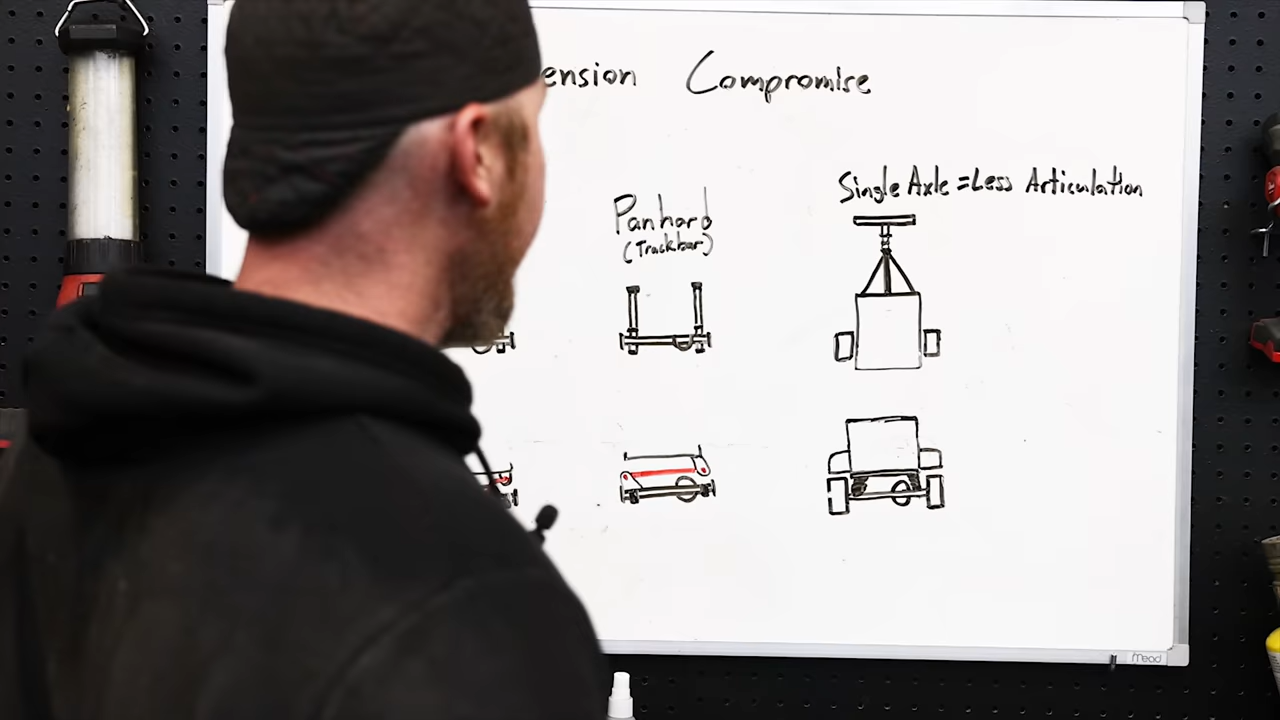 ension Compromise
Single Axle = Less Articulation
Panhard
(Trackbar)
Mead